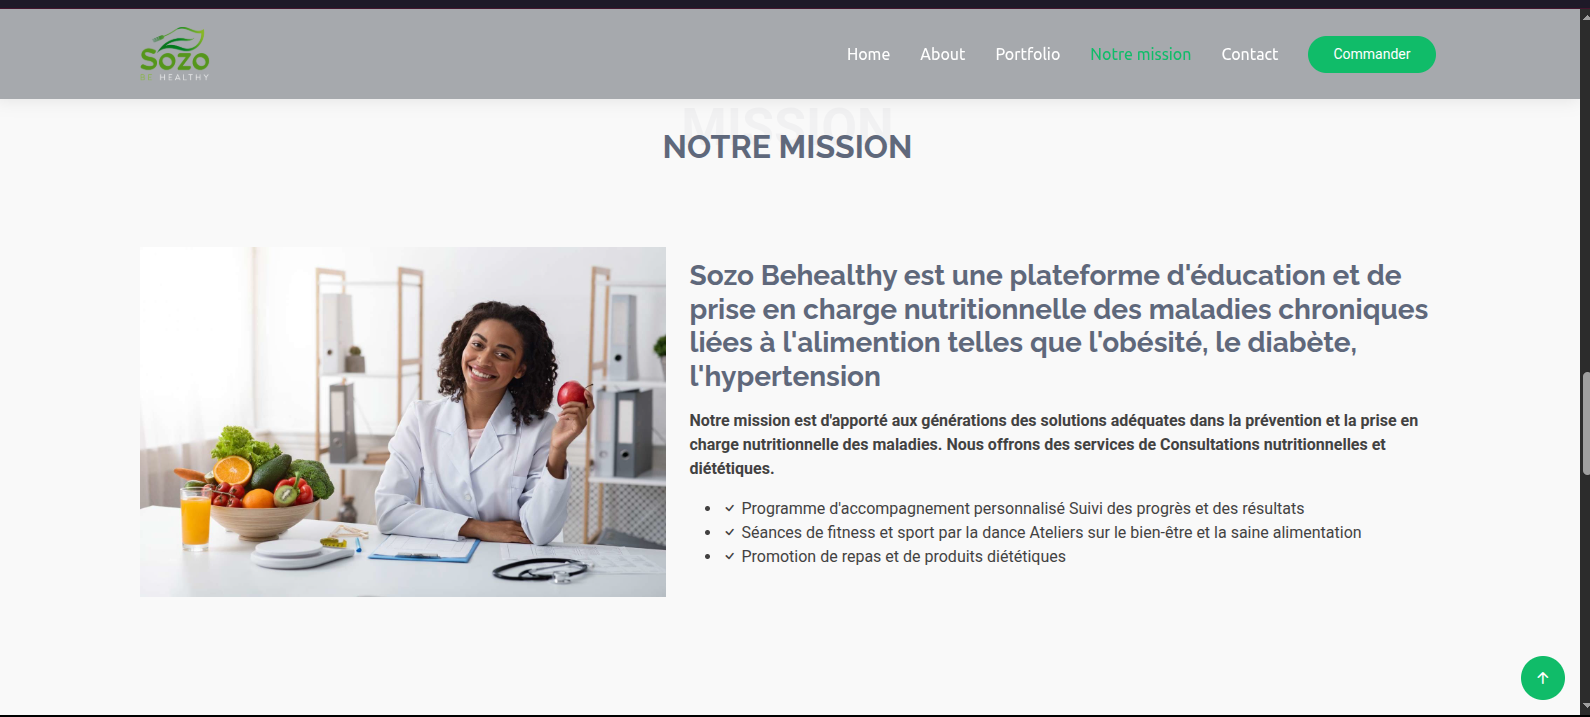 Sozo
BE HEALTHY
Home About Portfolio Notre mission Contact Commander
MISSION
NOTRE MISSION
Sozo Behealthy est une plateforme d'éducation et de
prise en charge nutritionnelle des maladies chroniques
liées à l'alimention telles que l'obésité, le diabète,
l'hypertension
Notre mission est d'apporté aux générations des solutions adéquates dans la prévention et la prise en
charge nutritionnelle des maladies. Nous offrons des services de Consultations nutritionnelles et
diététiques.
Programme d'accompagnement personnalisé Suivi des progrès et des résultats
Séances de fitness et sport par la dance Ateliers sur le bien-être et la saine alimentation
Promotion de repas et de produits diététiques